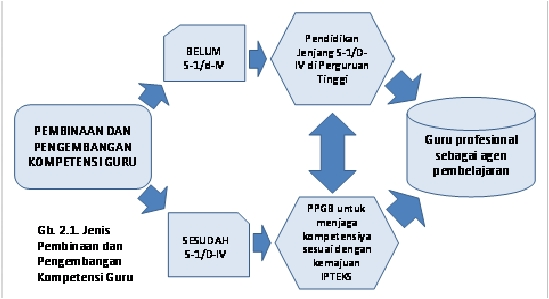 BELUM
S-1/d-IV
Pendidikan
Jenjang S-1/D-
IV di Perguruan
Tinggi
PEMBINAAN DAN
PENGEMBANGAN
KOMPETENSI GURU
Guru profesional
sebagai agen
pembelajaran
SESUDAH
S-1/D-IV
PPGB untuk
menjaga
kompetensiya
sesuai dengan
kemajuan
IPTEKS
Gb. 2.1. Jenis
Pembinaan dan
Pengembangan
Kompetensi Guru